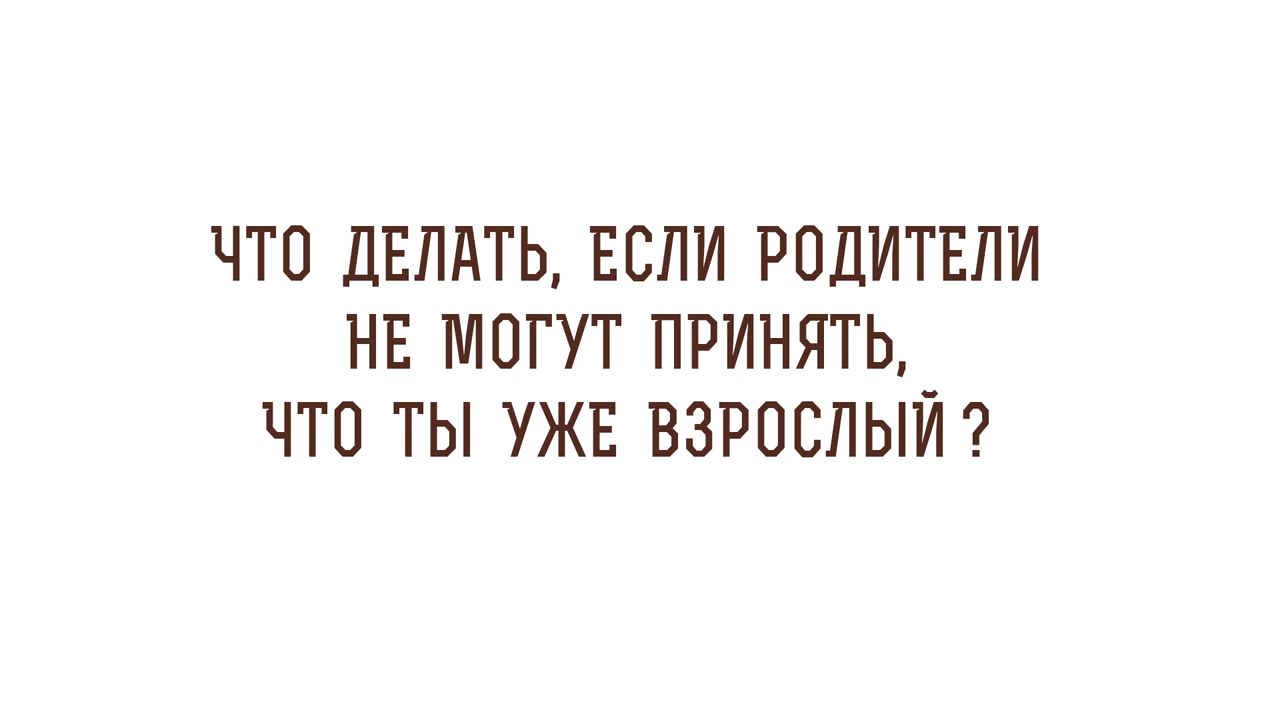 ЧТО ДЕЛАТЬ, ЕСЛИ РОДИТЕЛИ
НЕ МОГУТ ПРИНЯТЬ,
ЧТО ТЫ УЖЕ ВЗРОСЛЫЙ?